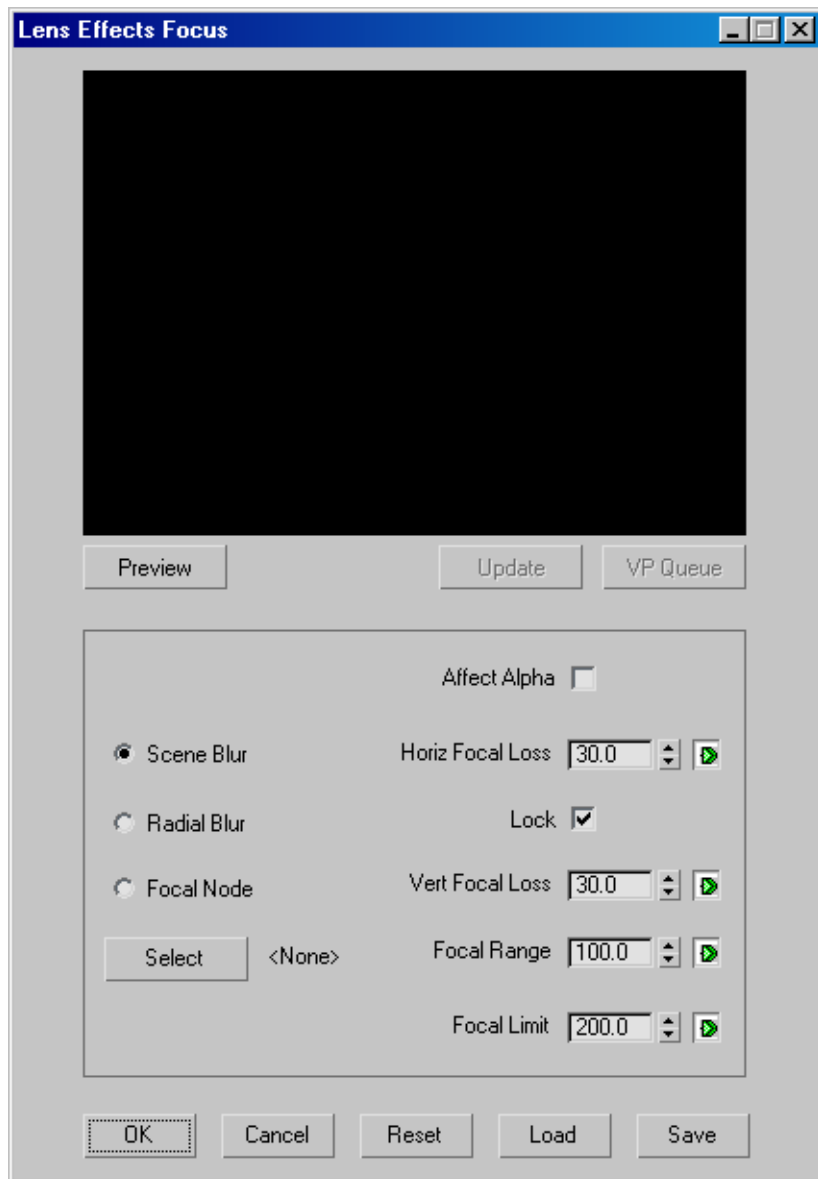 Lens Effects Focus
Preview
Update
VP Queue
Affect Alpha
Scene Blur
Horiz Focal Loss 30.0
Radial Blur
Lock
Focal Node
Vert Focal Loss 30.0
Select <None>
Focal Range 100.0
Focal Limit 200.0
OK
Cancel
Reset
Load
Save